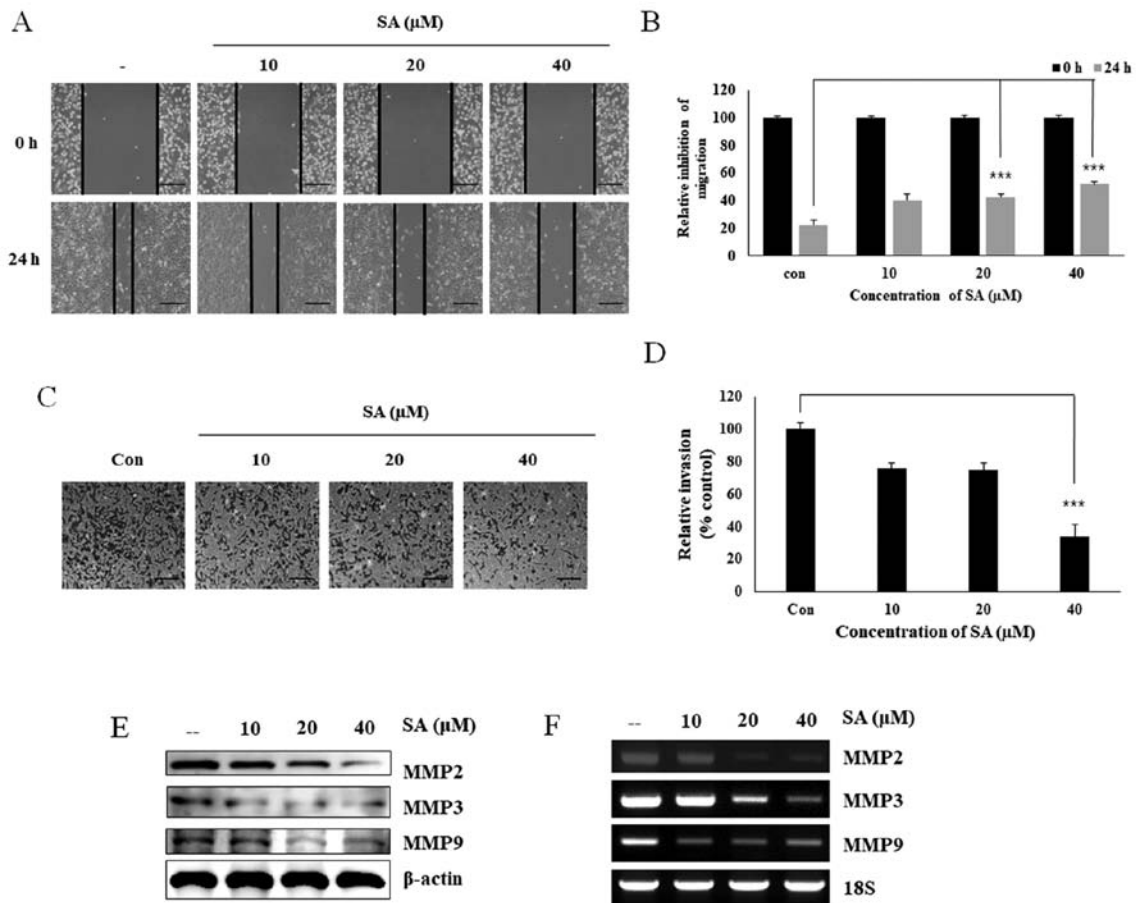 A
SA (μM)
- 10 20 40
0 h
24 h
B
0 h 24 h
Relative inhibition of
migration
120
100
80
60
40
20
0
***
***
con 10 20 40
Concentration of SA (μM)
C
SA (μM)
Con 10 20 40
D
Relative invasion
(% control)
120
100
80
60
40
20
0
***
Con 10 20 40
Concentration of SA (μM)
E
-- 10 20 40 SA (μM)
MMP2
MMP3
MMP9
β-actin
F
-- 10 20 40 SA (μM)
MMP2
MMP3
MMP9
18S